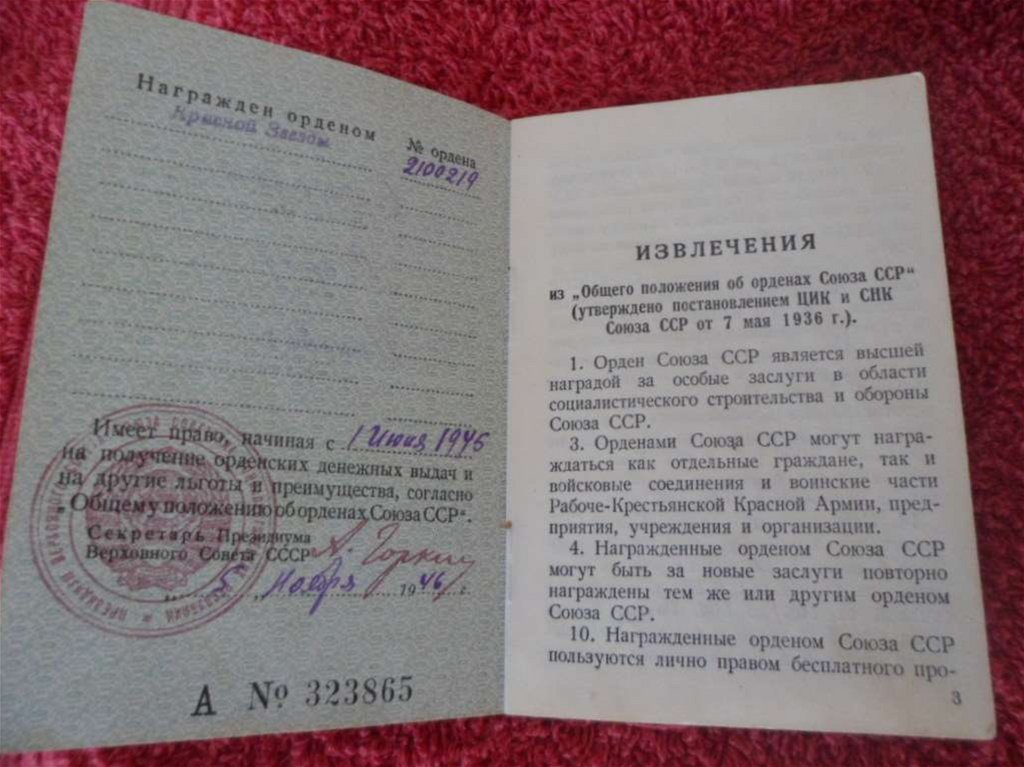 Награжден орденом
Красной Звезды
№ ордена
2100219
Имеет право, начиная с 1 Июня 1945
на получение орденских денежных выдач и
на другие льготы и преимущества, согласно
„Общему положению об орденах Союза ССР“.
Секретарь Президиума
Верховного Совета СССР А. Горкин
Ноября 1946 г.
А № 323865
ИЗВЛЕЧЕНИЯ
из „Общего положения об орденах Союза ССР“
(утверждено постановлением ЦИК и СНК
Союза ССР от 7 мая 1936 г.).
1. Орден Союза ССР является высшей
наградой за особые заслуги в области
социалистического строительства и обороны
Союза ССР.
3. Орденами Союза ССР могут награ-
ждаться как отдельные граждане, так и
войсковые соединения и воинские части
Рабоче-Крестьянской Красной Армии, пред-
приятия, учреждения и организации.
4. Награжденные орденом Союза ССР
могут быть за новые заслуги повторно
награждены тем же или другим орденом
Союза ССР.
10. Награжденные орденом Союза ССР
пользуются лично правом бесплатного про-
3